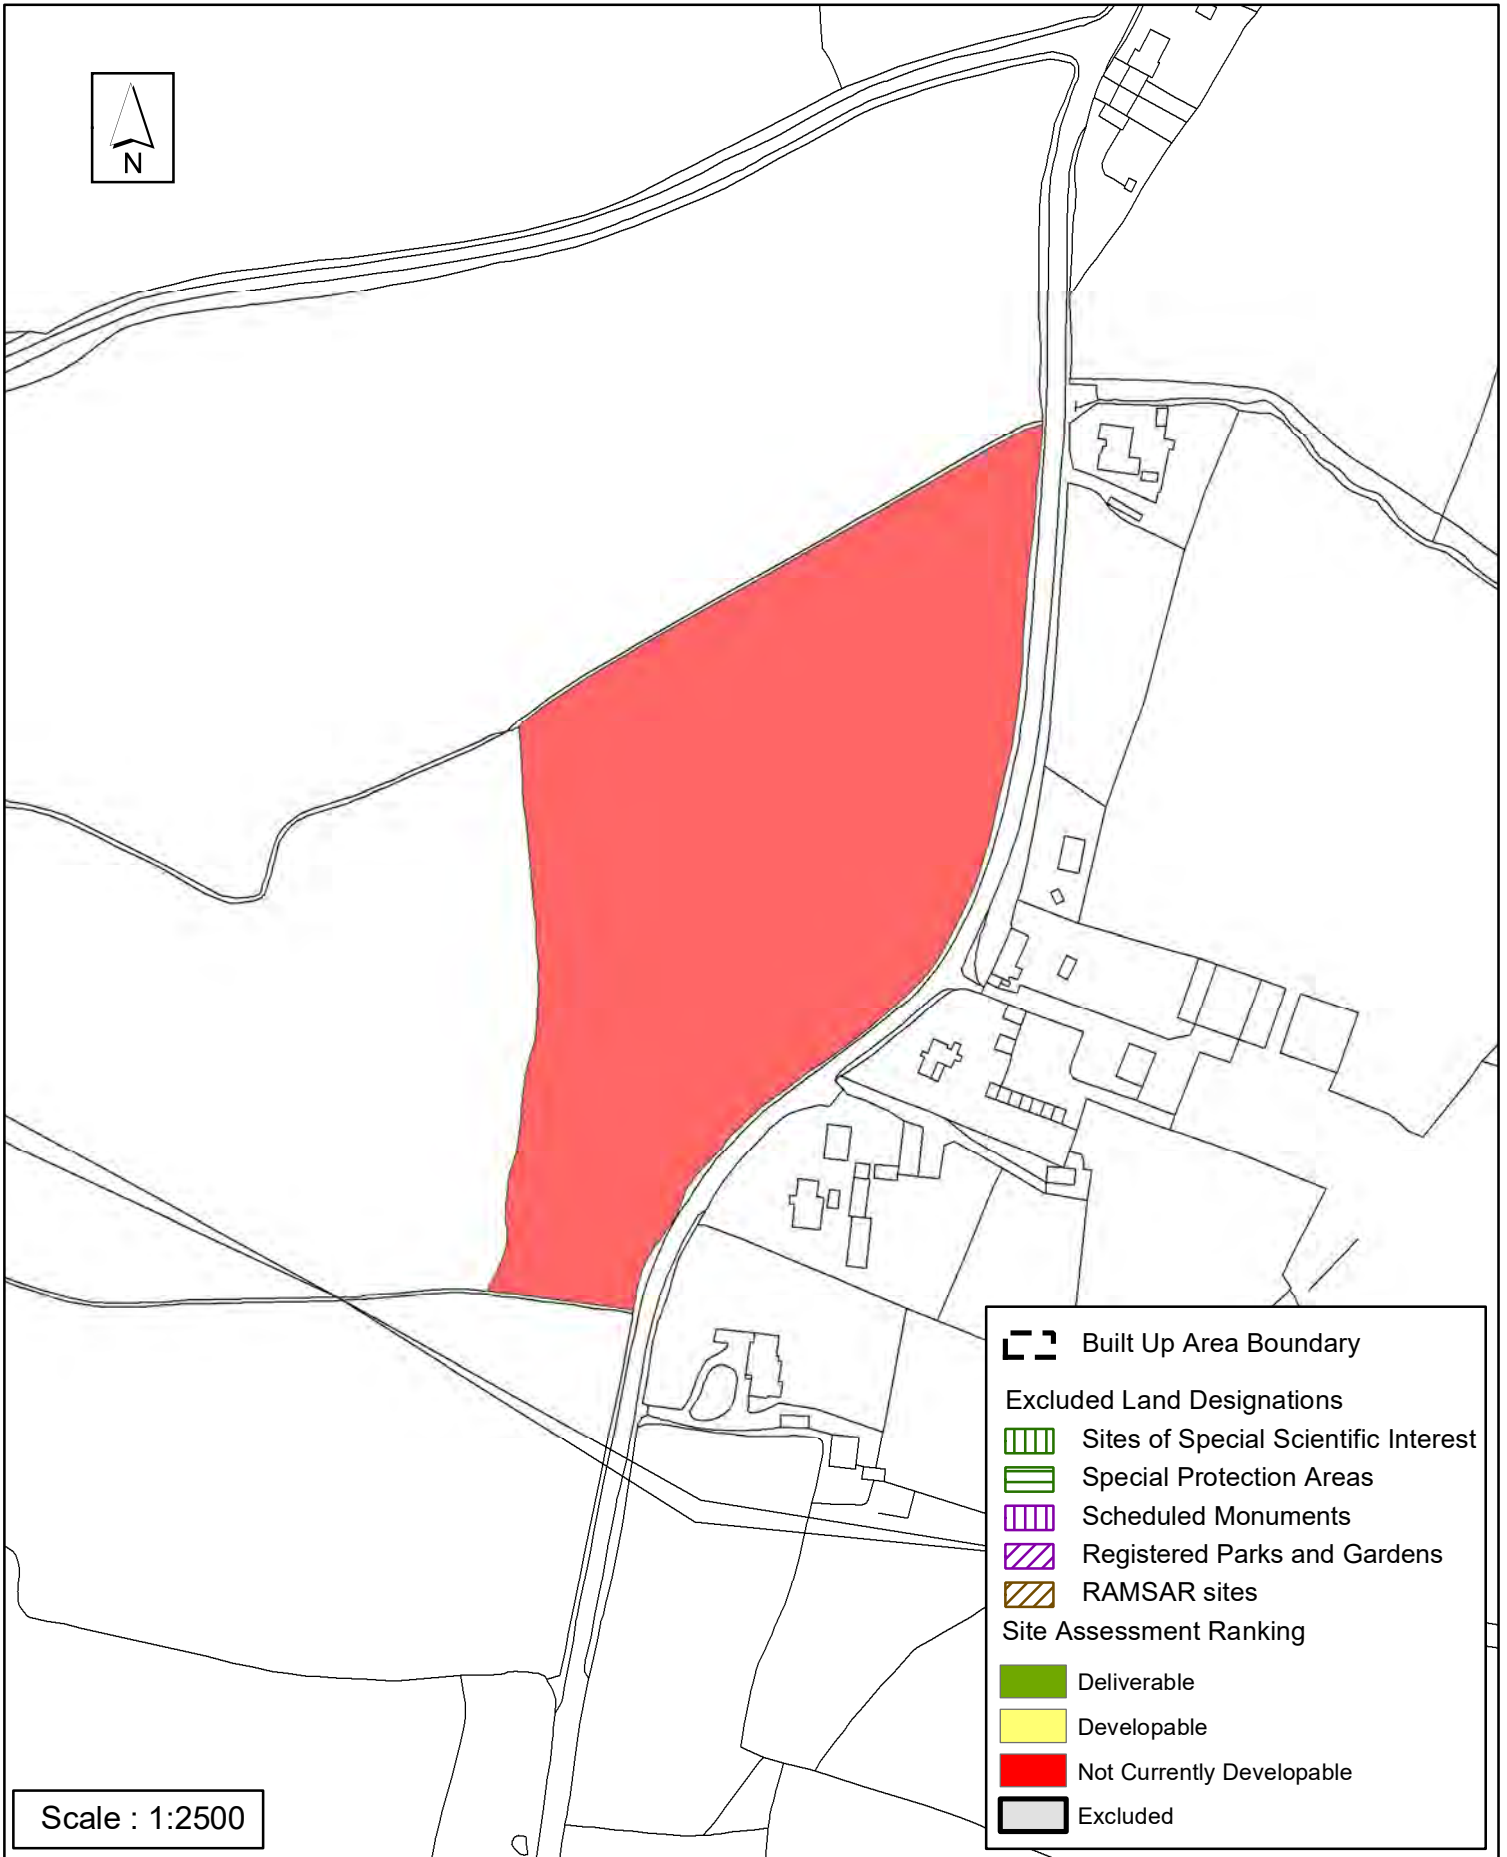 N
Built Up Area Boundary
Excluded Land Designations
Sites of Special Scientific Interest
Special Protection Areas
Scheduled Monuments
Registered Parks and Gardens
RAMSAR sites
Site Assessment Ranking
Deliverable
Developable
Not Currently Developable
Excluded
Scale : 1:2500